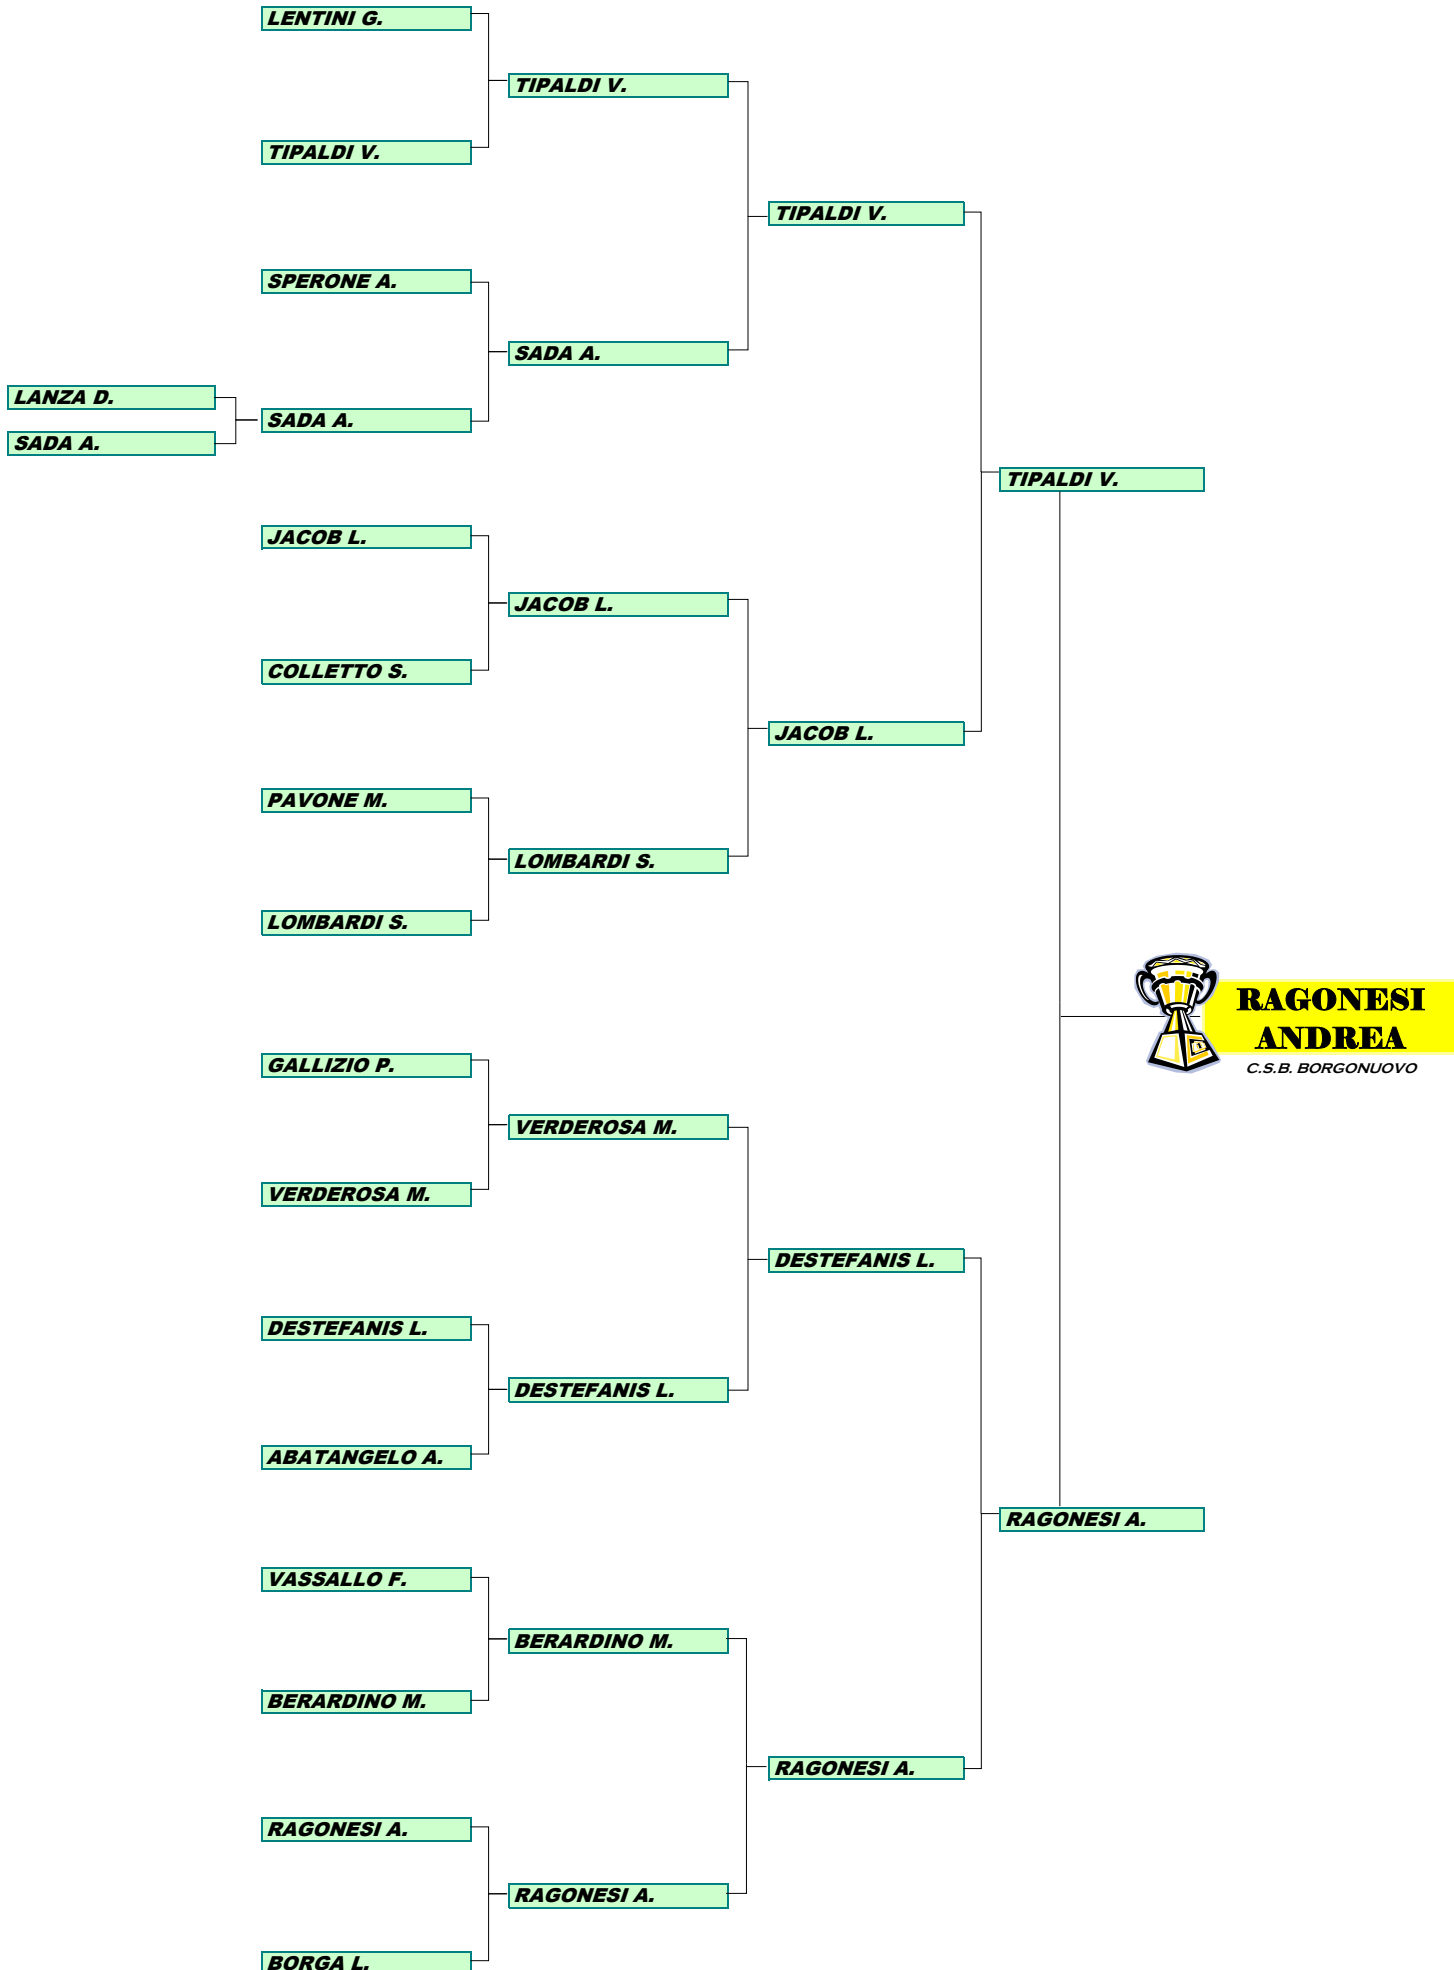 LENTINI G.
TIPALDI V.
TIPALDI V.
TIPALDI V.
SPERONE A.
SADA A.
LANZA D.
SADA A.
SADA A.
TIPALDI V.
JACOB L.
JACOB L.
COLLETTO S.
JACOB L.
PAVONE M.
LOMBARDI S.
LOMBARDI S.
RAGONESI
ANDREA
C.S.B. BORGONUOVO
GALLIZIO P.
VERDEROSA M.
VERDEROSA M.
DESTEFANIS L.
DESTEFANIS L.
DESTEFANIS L.
ABATANGELO A.
RAGONESI A.
VASSALLO F.
BERARDINO M.
BERARDINO M.
RAGONESI A.
RAGONESI A.
RAGONESI A.
BORGA L.